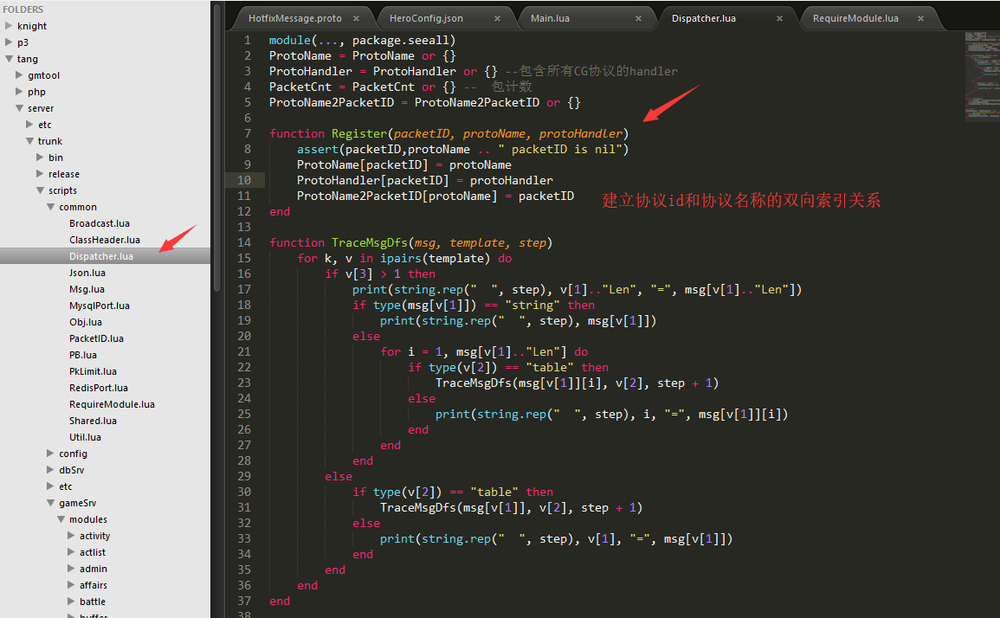 FOLDERS
knight
p3
tang
gmtool
php
server
etc
trunk
bin
release
scripts
common
Broadcast.lua
ClassHeader.lua
Dispatcher.lua
Json.lua
Msg.lua
MysqlPort.lua
Obj.lua
PacketID.lua
PB.lua
PkLimit.lua
RedisPort.lua
RequireModule.lua
Shared.lua
Util.lua
config
dbSrv
etc
gameSrv
modules
activity
actlist
admin
affairs
battle
buffer
HotfixMessage.proto × HeroConfig.json × Main.lua × Dispatcher.lua × RequireModule.lua ×
1 module(..., package.seeall)
2 ProtoName = ProtoName or {}
3 ProtoHandler = ProtoHandler or {} --包含所有CG协议的handler
4 PacketCnt = PacketCnt or {} -- 包计数
5 ProtoName2PacketID = ProtoName2PacketID or {}
6
7 function Register(packetID, protoName, protoHandler)
8     assert(packetID,protoName .. " packetID is nil")
9     ProtoName[packetID] = protoName
10     ProtoHandler[packetID] = protoHandler
11     ProtoName2PacketID[protoName] = packetID 建立协议id和协议名称的双向索引关系
12 end
13
14 function TraceMsgDfs(msg, template, step)
15     for k, v in ipairs(template) do
16         if v[3] > 1 then
17             print(string.rep("  ", step), v[1].."Len", "=", msg[v[1].."Len"])
18             if type(msg[v[1]]) == "string" then
19                 print(string.rep("  ", step), msg[v[1]])
20             else
21                 for i = 1, msg[v[1].."Len"] do
22                     if type(v[2]) == "table" then
23                         TraceMsgDfs(msg[v[1]][i], v[2], step + 1)
24                     else
25                         print(string.rep("  ", step), i, "=", msg[v[1]][i])
26                     end
27                 end
28             end
29         else
30             if type(v[2]) == "table" then
31                 TraceMsgDfs(msg[v[1]], v[2], step + 1)
32             else
33                 print(string.rep("  ", step), v[1], "=", msg[v[1]])
34             end
35         end
36     end
37 end
38